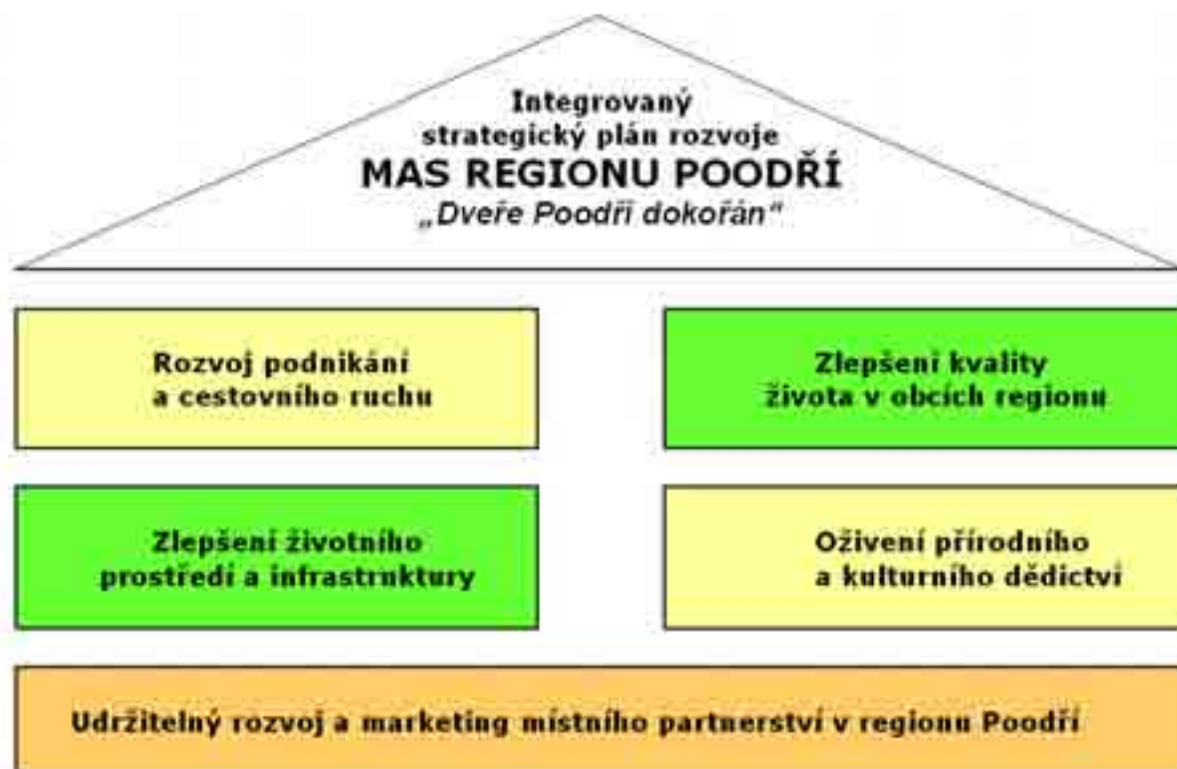 Integrovaný
strategický plán rozvoje
MAS REGIONU POODŘÍ
„Dveře Poodří dokořán“
Rozvoj podnikání
a cestovního ruchu
Zlepšení kvality
života v obcích regionu
Zlepšení životního
prostředí a infrastruktury
Oživení přírodního
a kulturního dědictví
Udržitelný rozvoj a marketing místního partnerství v regionu Poodří